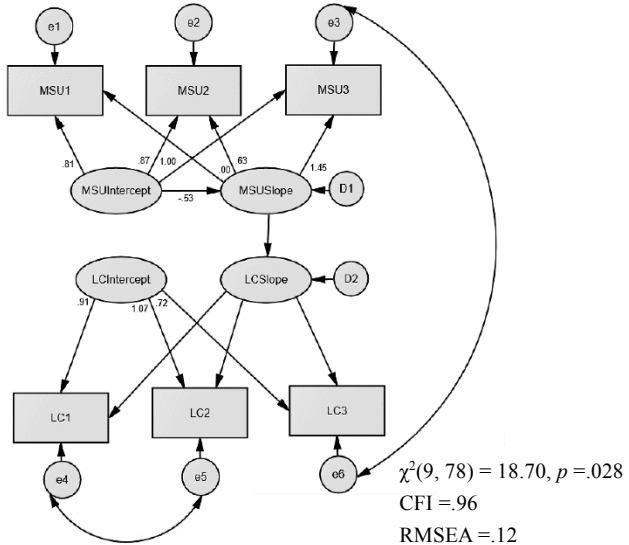 e1
e2
e3
MSU1
MSU2
MSU3
.81
.87
1.00
.00
.63
1.45
MSUIntercept
-.53
MSUSlope
D1
LCIntercept
LCSlope
D2
.91
1.07
.72
LC1
LC2
LC3
e4
e5
e6
χ²(9, 78) = 18.70, p =.028
CFI =.96
RMSEA =.12